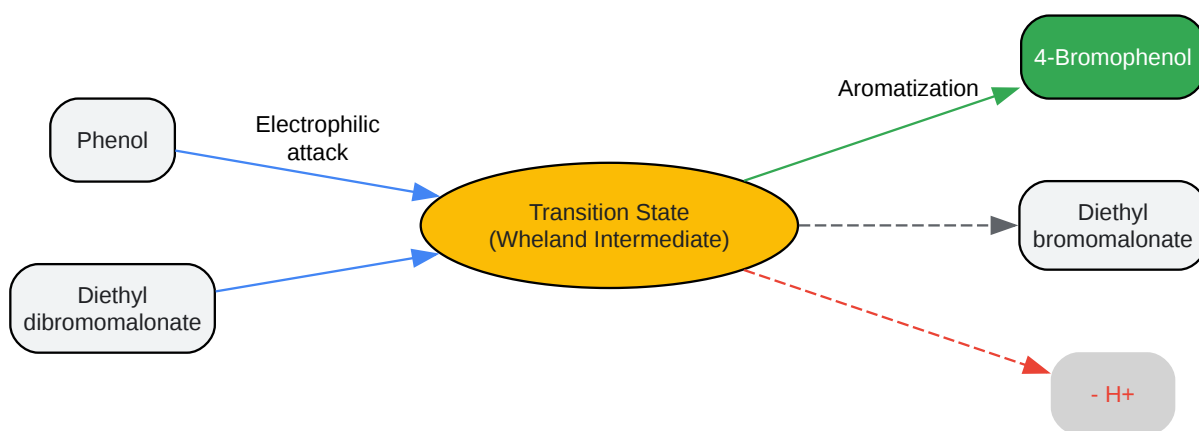 Phenol
Electrophilic
attack
Diethyl
dibromomalonate
Transition State
(Wheland Intermediate)
Aromatization
4-Bromophenol
Diethyl
bromomalonate
- H+